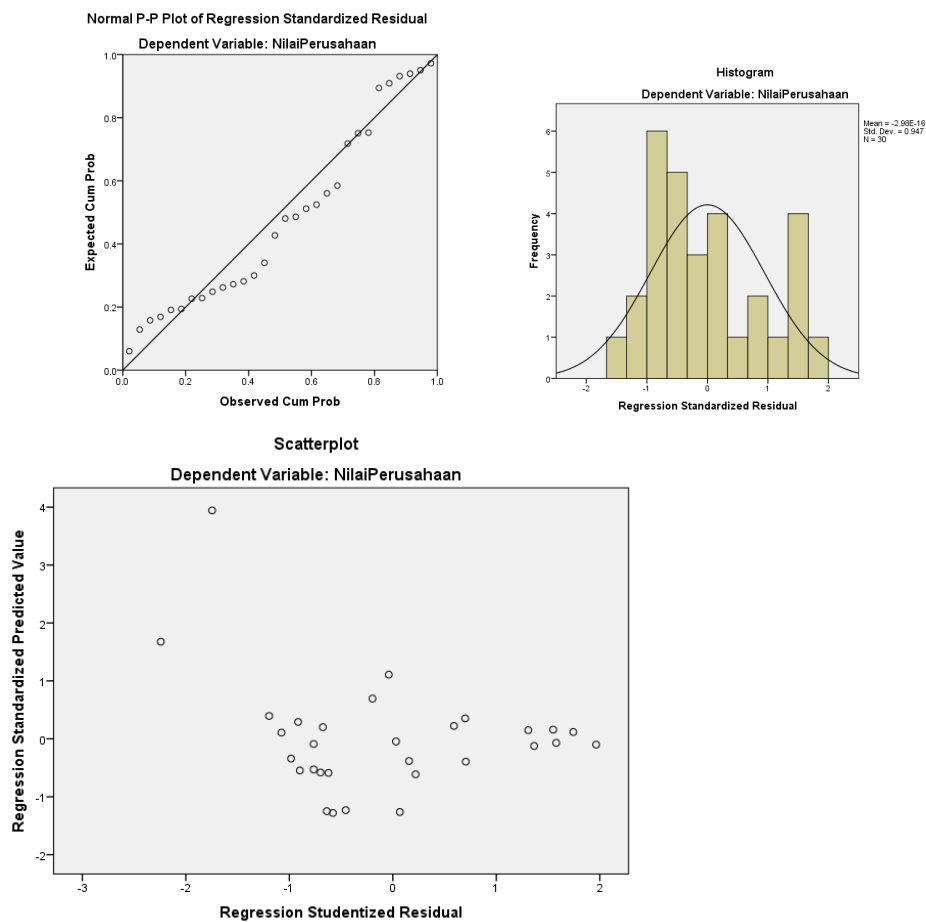 Normal P-P Plot of Regression Standardized Residual
Dependent Variable: NilaiPerusahaan
Expected Cum Prob
1.0
0.8
0.6
0.4
0.2
0.0
0.0 0.2 0.4 0.6 0.8 1.0
Observed Cum Prob
Histogram
Dependent Variable: NilaiPerusahaan
Mean = -2.98E-16
Std. Dev. = 0.947
N = 30
Frequency
6
5
4
3
2
1
0
-2 -1 0 1 2
Regression Standardized Residual
Scatterplot
Dependent Variable: NilaiPerusahaan
Regression Standardized Predicted Value
4
3
2
1
0
-1
-2
-3 -2 -1 0 1 2
Regression Studentized Residual